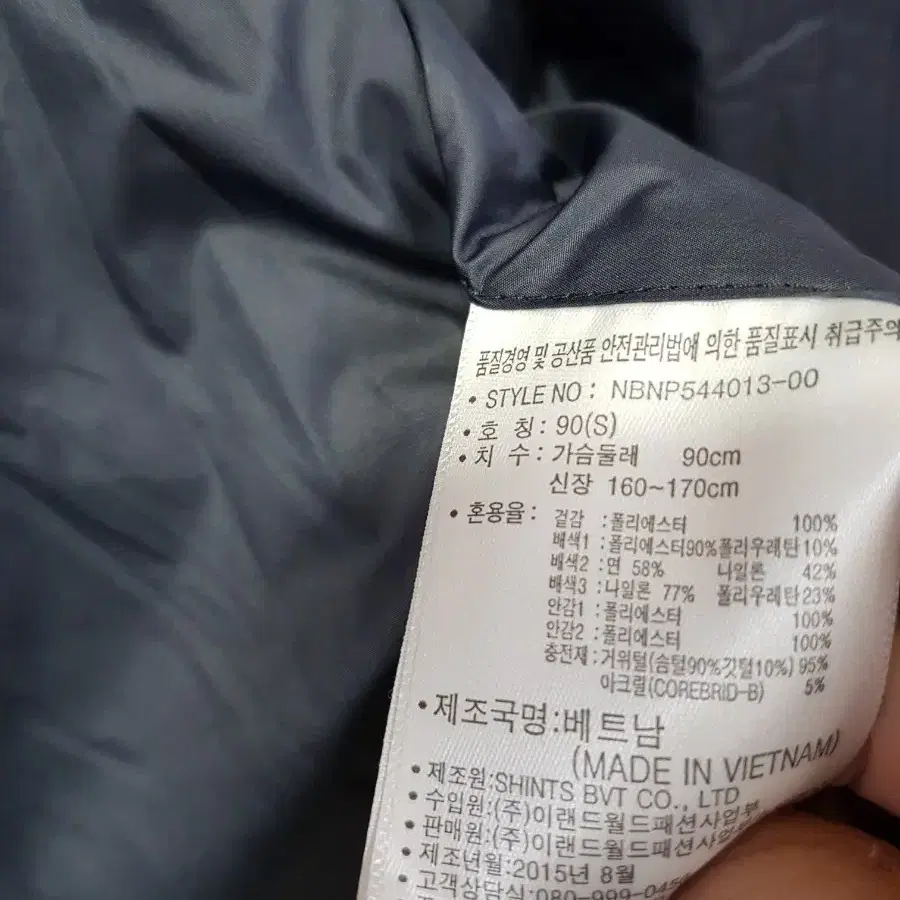 품질경영 및 공산품 안전관리법에 의한 품질표시 취급주의
• STYLE NO : NBNP544013-00
• 호 칭 : 90(S)
• 치 수 : 가슴둘레 90cm
신장 160~170cm
• 혼용율 : 겉감 :폴리에스터 100%
배색1 :폴리에스터90%폴리우레탄10%
배색2 :면 58% 나일론 42%
배색3 :나일론 77% 폴리우레탄23%
안감1 :폴리에스터 100%
안감2 :폴리에스터 100%
충전재 :거위털(솜털90%깃털10%) 95%
아크릴(COREBRID-B) 5%
• 제조국명:베트남
(MADE IN VIETNAM)
• 제조원;SHINTS BVT CO., LTD
• 수입원;(주)이랜드월드패션사업부
• 판매원;(주)이랜드월드패션사업부
• 제조년월:2015년 8월
• 고객상담실:080-999-0456